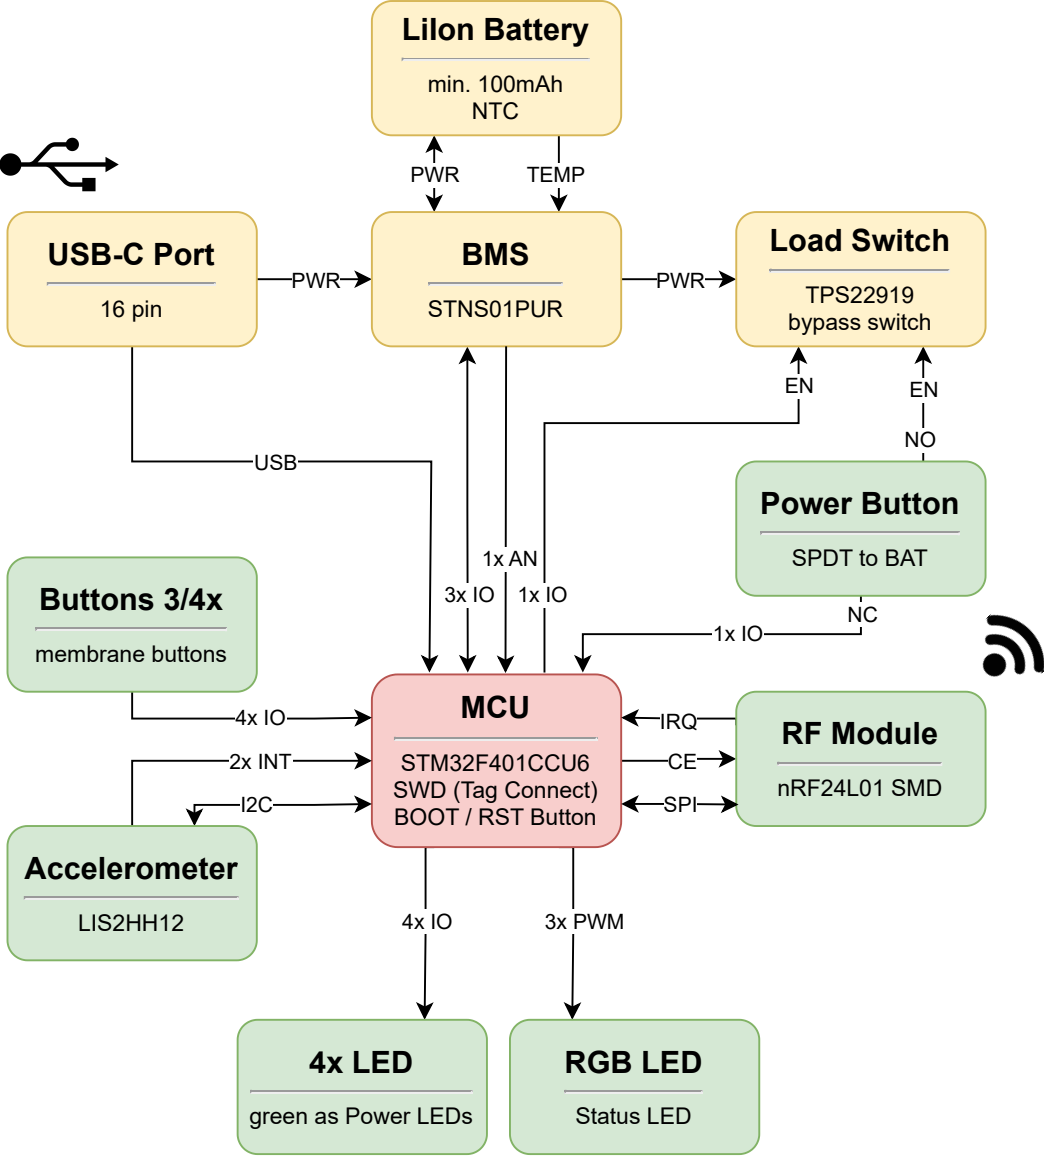 LiIon Battery
min. 100mAh
NTC
PWR
TEMP
USB-C Port
16 pin
PWR
BMS
STNS01PUR
PWR
Load Switch
TPS22919
bypass switch
EN
EN
NO
USB
Power Button
SPDT to BAT
NC
1x AN
3x IO
1x IO
1x IO
Buttons 3/4x
membrane buttons
4x IO
2x INT
I2C
MCU
STM32F401CCU6
SWD (Tag Connect)
BOOT / RST Button
IRQ
CE
SPI
RF Module
nRF24L01 SMD
Accelerometer
LIS2HH12
4x IO
3x PWM
4x LED
green as Power LEDs
RGB LED
Status LED